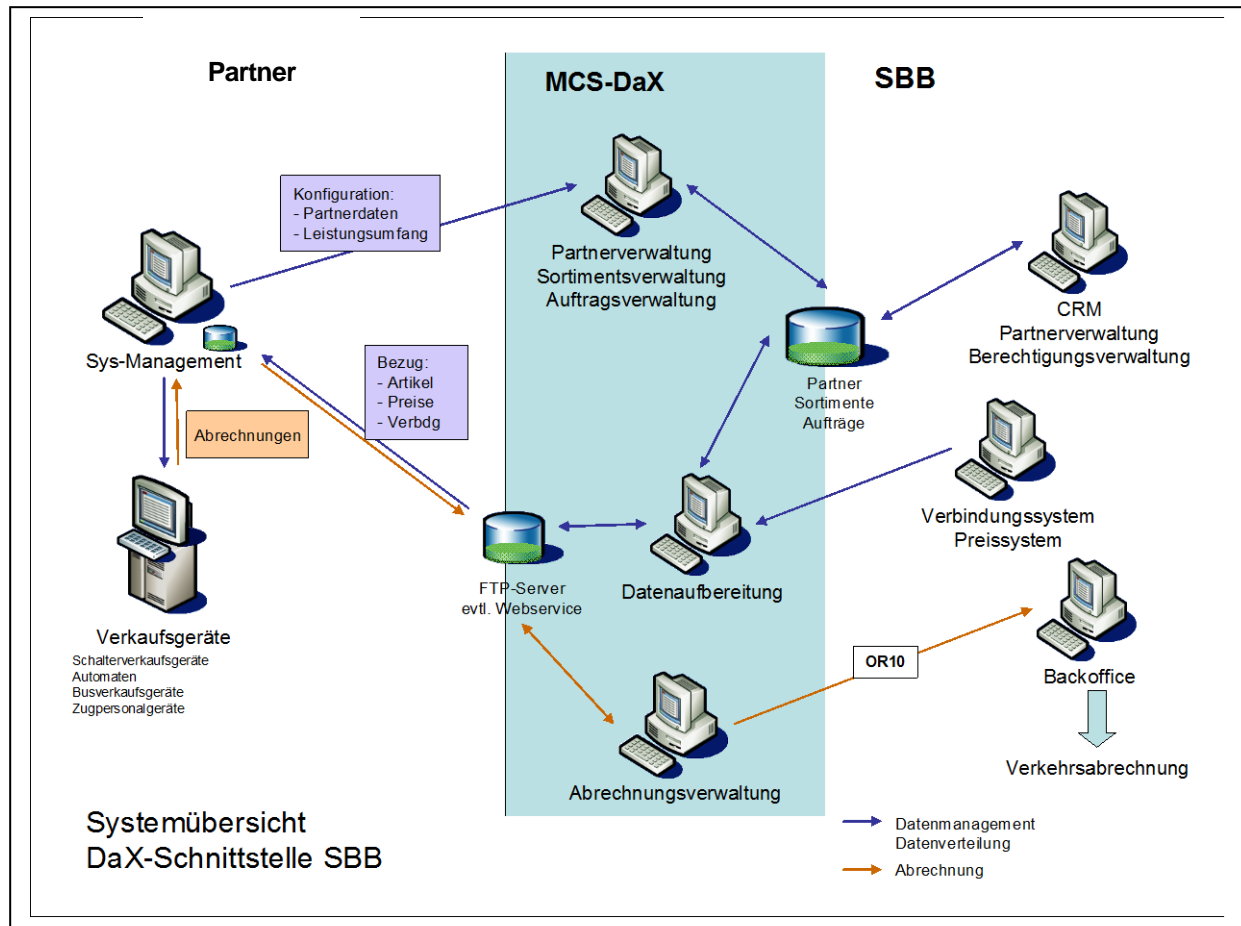 Partner
MCS-DaX
SBB
Konfiguration:
- Partnerdaten
- Leistungsumfang
Partnerverwaltung
Sortimentsverwaltung
Auftragsverwaltung
CRM
Partnerverwaltung
Berechtigungsverwaltung
Sys-Management
Bezug:
- Artikel
- Preise
- Verbdg
Partner
Sortimente
Aufträge
Abrechnungen
Verbindungssystem
Preissystem
FTP-Server
evtl. Webservice
Datenaufbereitung
Verkaufsgeräte
Schalterverkaufsgeräte
Automaten
Busverkaufsgeräte
Zugpersonalgeräte
OR10
Backoffice
Verkehrsabrechnung
Abrechnungsverwaltung
Systemübersicht
DaX-Schnittstelle SBB
Datenmanagement
Datenverteilung
Abrechnung